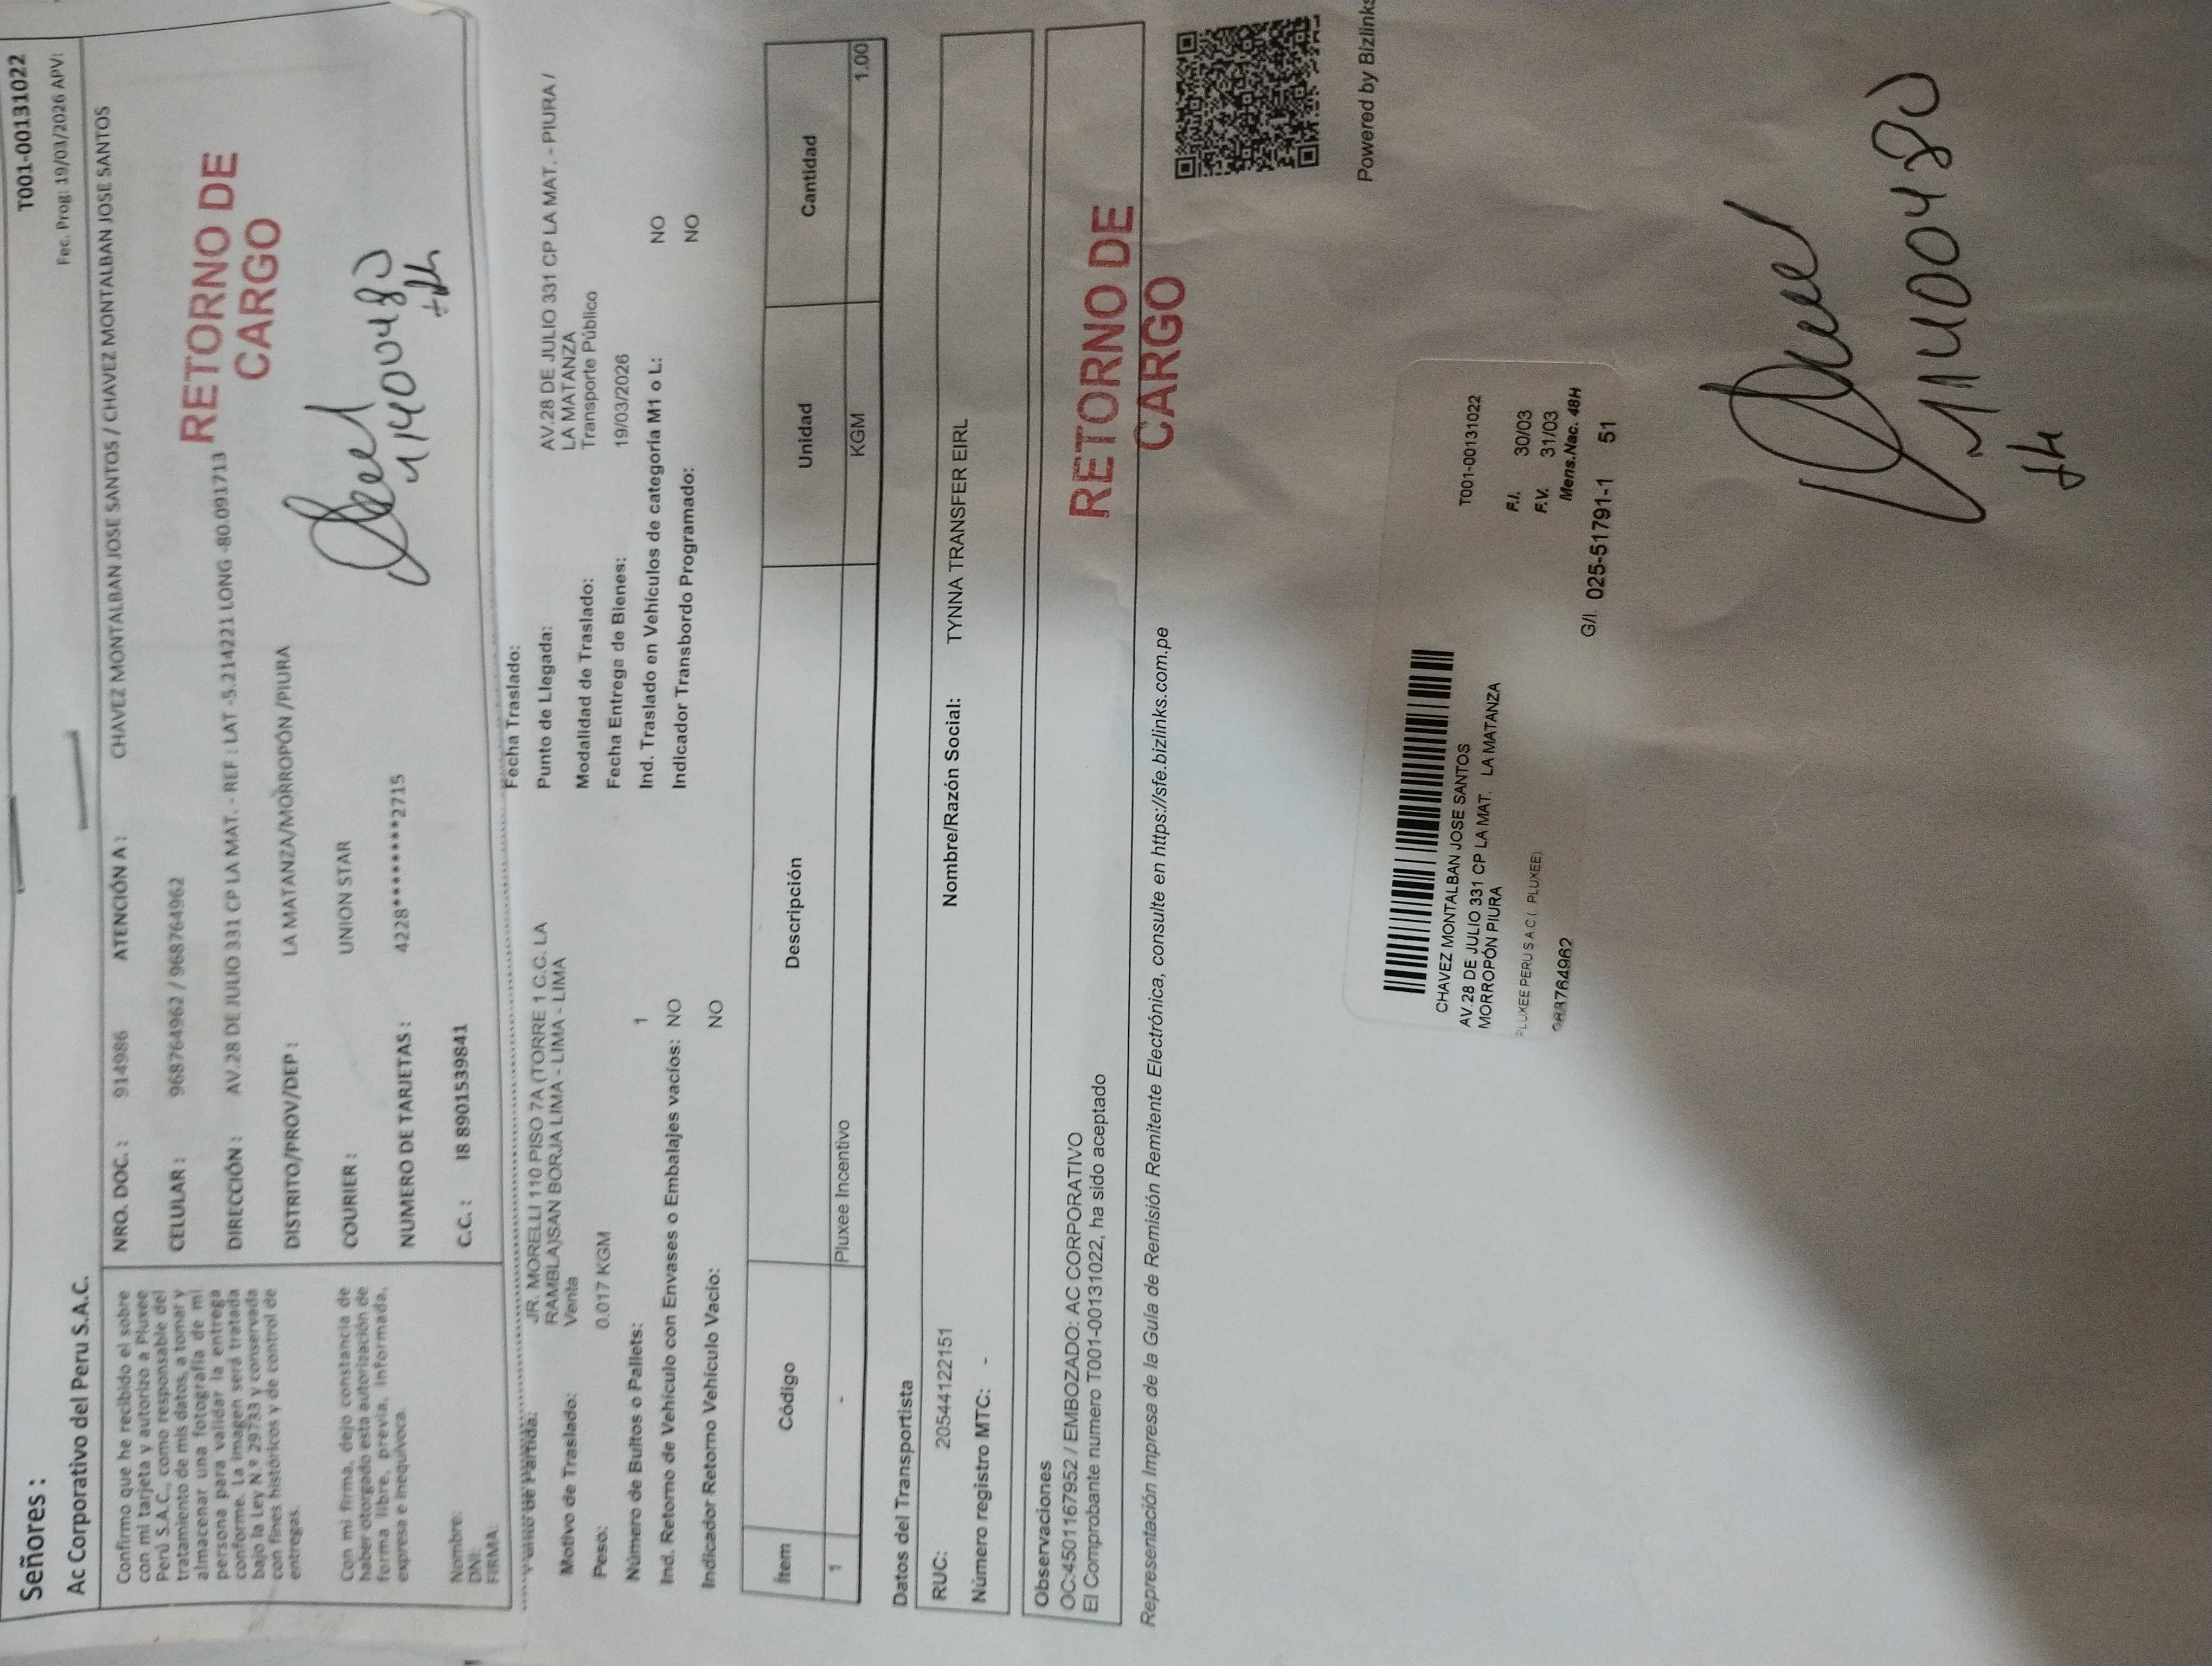 T001-00131022
Fec. Prog: 19/03/2026 APV:
Señores :
Ac Corporativo del Peru S.A.C.
Confirmo que he recibido el sobre
con mi tarjeta y autorizo a Pluxee
Perú S.A.C., como responsable del
tratamiento de mis datos, a tomar y
almacenar una fotografía de mi
persona para validar la entrega
conforme. La imagen será tratada
bajo la Ley N.º 29733 y conservada
con fines históricos y de control de
entregas.
Con mi firma, dejo constancia de
haber otorgado esta autorización de
forma libre, previa, informada,
expresa e inequívoca.
Nombre:
DNI:
FIRMA:
NRO. DOC. : 914986 ATENCIÓN A : CHAVEZ MONTALBAN JOSE SANTOS / CHAVEZ MONTALBAN JOSE SANTOS
CELULAR : 968764962 / 968764962
DIRECCIÓN : AV.28 DE JULIO 331 CP LA MAT. - REF : LAT -5.214221 LONG -80.091713
DISTRITO/PROV/DEP : LA MATANZA/MORROPÓN /PIURA
COURIER : UNION STAR
NUMERO DE TARJETAS : 4228********2715
C.C. : I8 8901539841
RETORNO DE
CARGO
Fecha Traslado:
Punto de Partida: JR. MORELLI 110 PISO 7A (TORRE 1 C.C. LA
RAMBLA)SAN BORJA LIMA - LIMA - LIMA
Punto de Llegada: AV.28 DE JULIO 331 CP LA MAT. - PIURA /
LA MATANZA
Motivo de Traslado: Venta
Modalidad de Traslado: Transporte Público
Peso: 0.017 KGM
Fecha Entrega de Bienes: 19/03/2026
Número de Bultos o Pallets: 1
Ind. Traslado en Vehículos de categoría M1 o L: NO
Ind. Retorno de Vehículo con Envases o Embalajes vacíos: NO
Indicador Transbordo Programado: NO
Indicador Retorno Vehículo Vacío: NO
Ítem Código Descripción Unidad Cantidad
1 - Pluxee Incentivo KGM 1.00
Datos del Transportista
RUC: 20544122151 Nombre/Razón Social: TYNNA TRANSFER EIRL
Número registro MTC: -
Observaciones
OC:4501167952 / EMBOZADO: AC CORPORATIVO
El Comprobante numero T001-00131022, ha sido aceptado
RETORNO DE
CARGO
Representación Impresa de la Guía de Remisión Remitente Electrónica, consulte en https://sfe.bizlinks.com.pe
Powered by Bizlinks
CHAVEZ MONTALBAN JOSE SANTOS
AV.28 DE JULIO 331 CP LA MAT. LA MATANZA
MORROPÓN PIURA
T001-00131022
F.I. 30/03
F.V. 31/03
Mens.Nac. 48H
PLUXEE PERU S.A.C.(. PLUXEE)
G/I 025-51791-1 51
968764962